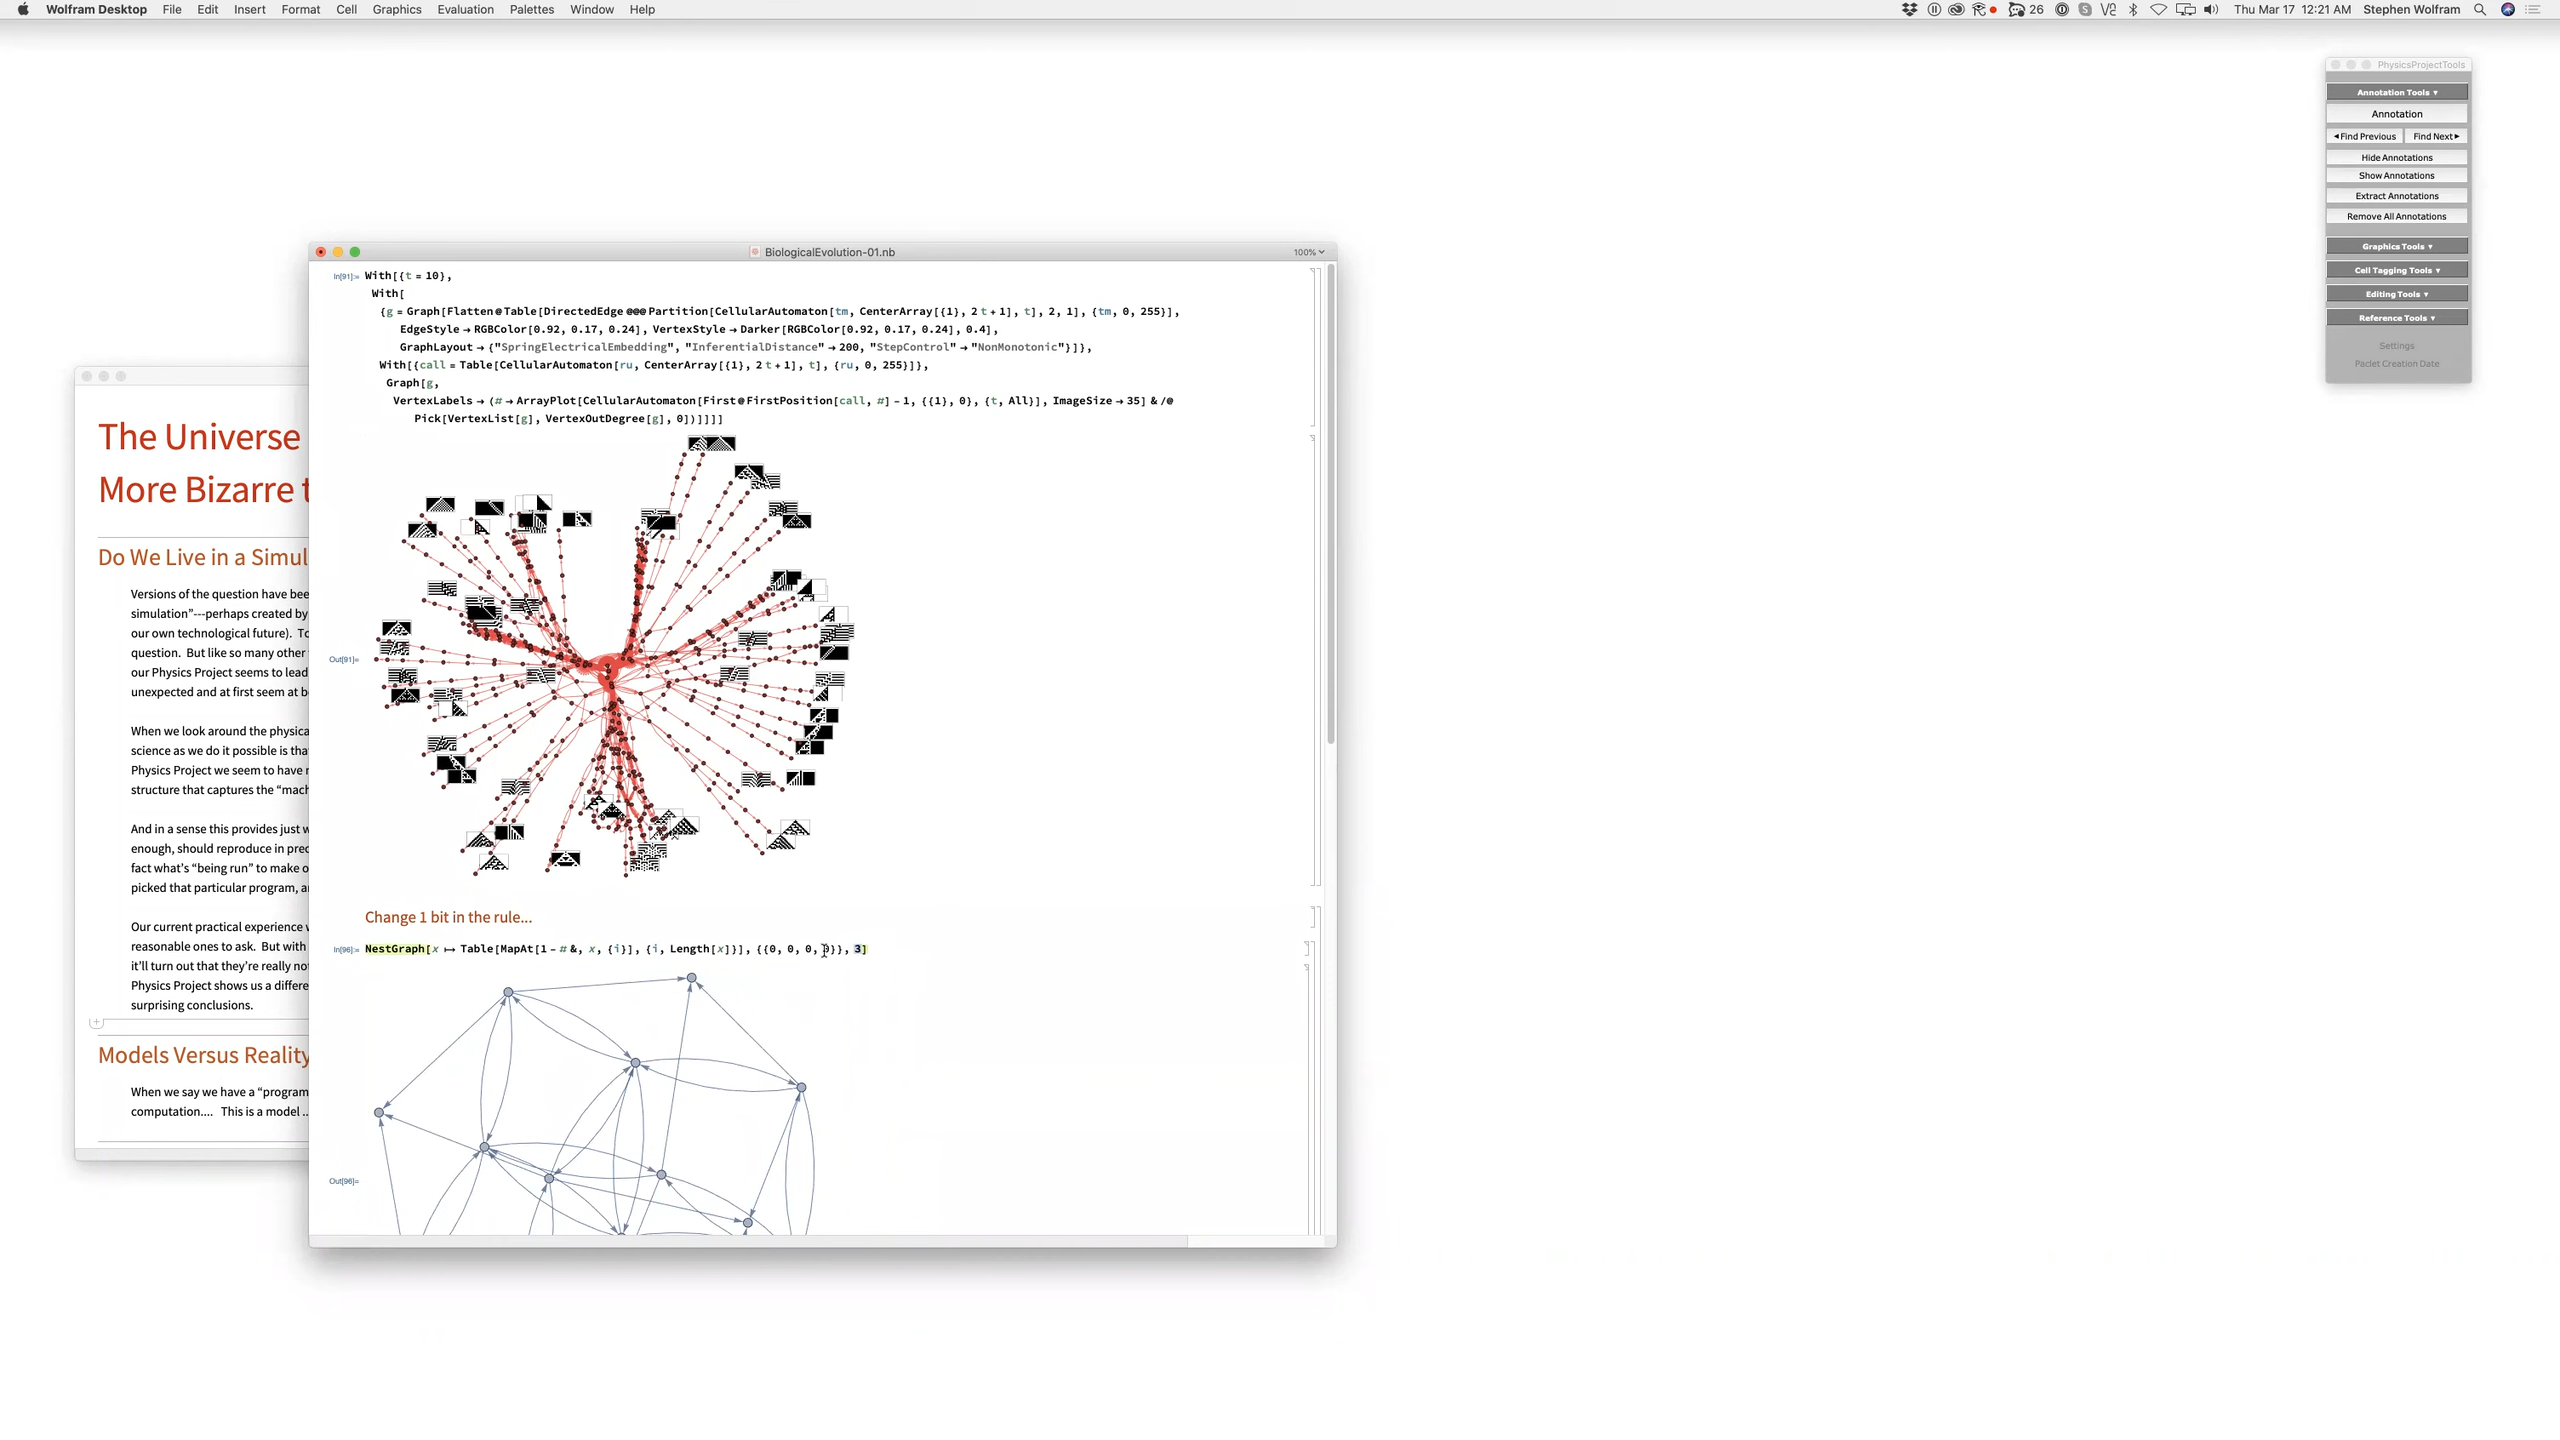 Wolfram Desktop File Edit Insert Format Cell Graphics Evaluation Palettes Window Help
26 Thu Mar 17 12:21 AM Stephen Wolfram
PhysicsProjectTools
Annotation Tools ▾
Annotation
◂Find Previous Find Next▸
Hide Annotations
Show Annotations
Extract Annotations
Remove All Annotations
Graphics Tools ▾
Cell Tagging Tools ▾
Editing Tools ▾
Reference Tools ▾
Settings
Paclet Creation Date
The Universe
More Bizarre t
Do We Live in a Simul
Versions of the question have bee
simulation”---perhaps created by
our own technological future). To
question. But like so many other
our Physics Project seems to lead
unexpected and at first seem at b
When we look around the physica
science as we do it possible is tha
Physics Project we seem to have r
structure that captures the “mach
And in a sense this provides just w
enough, should reproduce in prec
fact what’s “being run” to make o
picked that particular program, a
Our current practical experience w
reasonable ones to ask. But with
it’ll turn out that they’re really no
Physics Project shows us a differe
surprising conclusions.
Models Versus Reality
When we say we have a “program
computation.... This is a model ..
BiologicalEvolution-01.nb
100%
In[91]:= With[{t = 10},
With[
{g = Graph[Flatten@Table[DirectedEdge @@@ Partition[CellularAutomaton[tm, CenterArray[{1}, 2 t + 1], t], 2, 1], {tm, 0, 255}],
EdgeStyle → RGBColor[0.92, 0.17, 0.24], VertexStyle → Darker[RGBColor[0.92, 0.17, 0.24], 0.4],
GraphLayout → {"SpringElectricalEmbedding", "InferentialDistance" → 200, "StepControl" → "NonMonotonic"}]},
With[{call = Table[CellularAutomaton[ru, CenterArray[{1}, 2 t + 1], t], {ru, 0, 255}]},
Graph[g,
VertexLabels → (# → ArrayPlot[CellularAutomaton[First@FirstPosition[call, #] - 1, {{1}, 0}, {t, All}], ImageSize → 35] & /@
Pick[VertexList[g], VertexOutDegree[g], 0])]]]]
Out[91]=
Change 1 bit in the rule...
In[96]:= NestGraph[x ↦ Table[MapAt[1 - # &, x, {i}], {i, Length[x]}], {{0, 0, 0, 0}}, 3]
Out[96]=